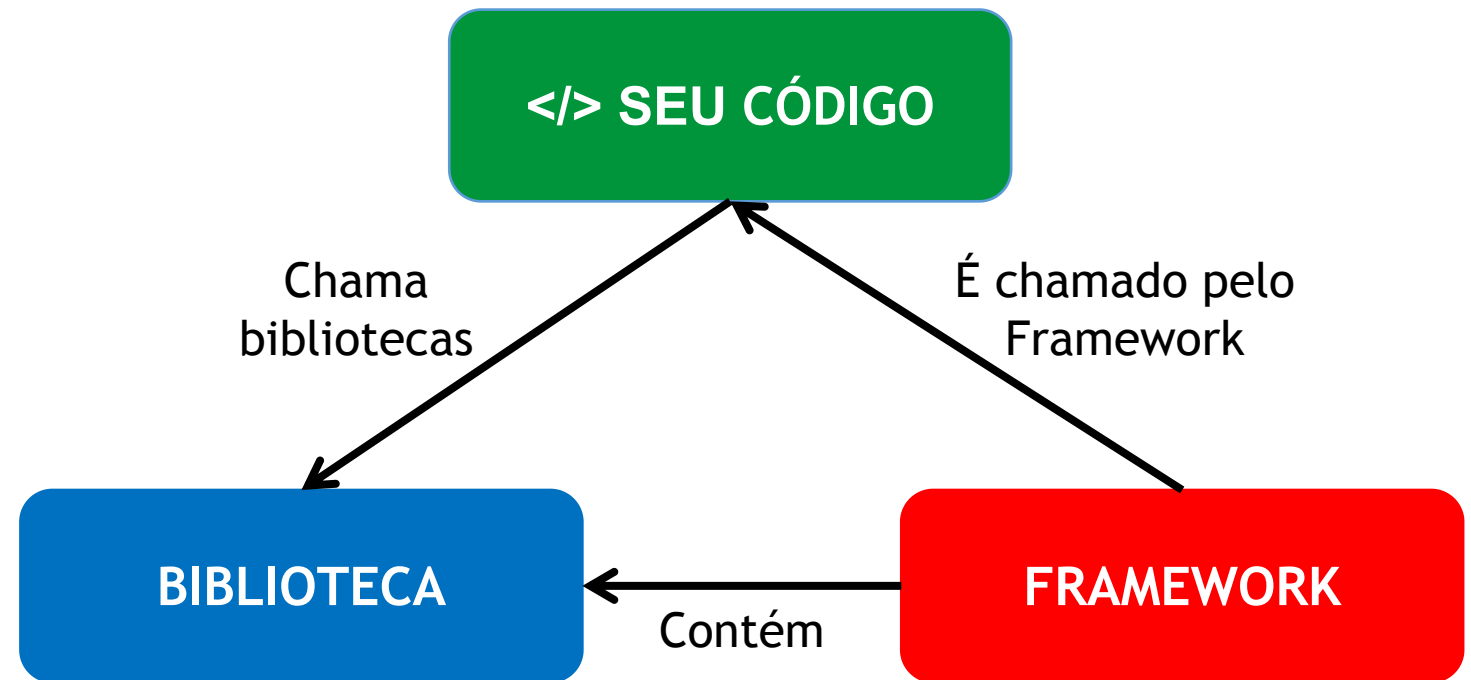 </> SEU CÓDIGO
Chama
bibliotecas
É chamado pelo
Framework
BIBLIOTECA
Contém
FRAMEWORK